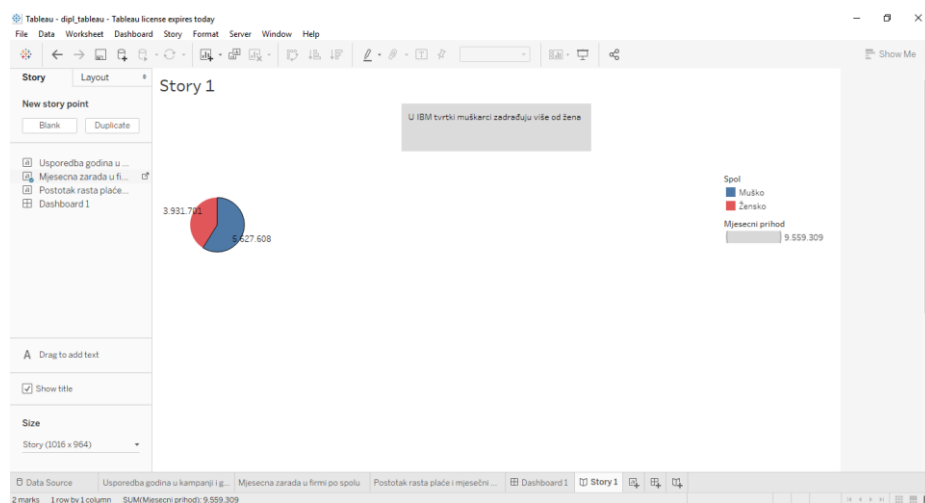 Tableau - dipl_tableau - Tableau license expires today
File Data Worksheet Dashboard Story Format Server Window Help
Show Me
Story Layout
New story point
Blank Duplicate
Usporedba godina u ...
Mjesecna zarada u fi...
Postotak rasta plaće...
Dashboard 1
A Drag to add text
Show title
Size
Story (1016 x 964)
Story 1
U IBM tvrtki muškarci zadrađuju više od žena
3.931.701
5.627.608
Spol
Muško
Žensko
Mjesecni prihod
9.559.309
Data Source Usporedba godina u kampanji i g... Mjesecna zarada u firmi po spolu Postotak rasta plaće i mjesečni ... Dashboard 1 Story 1
2 marks 1 row by 1 column SUM(Mjesecni prihod): 9.559.309